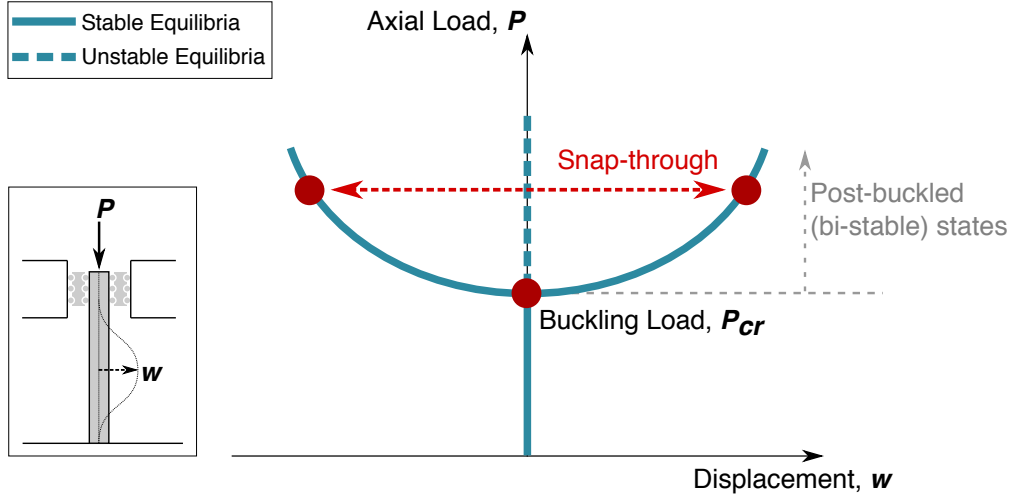 Stable Equilibria
Unstable Equilibria
Axial Load, P
Snap-through
Post-buckled
(bi-stable) states
P
w
Buckling Load, Pcr
Displacement, w